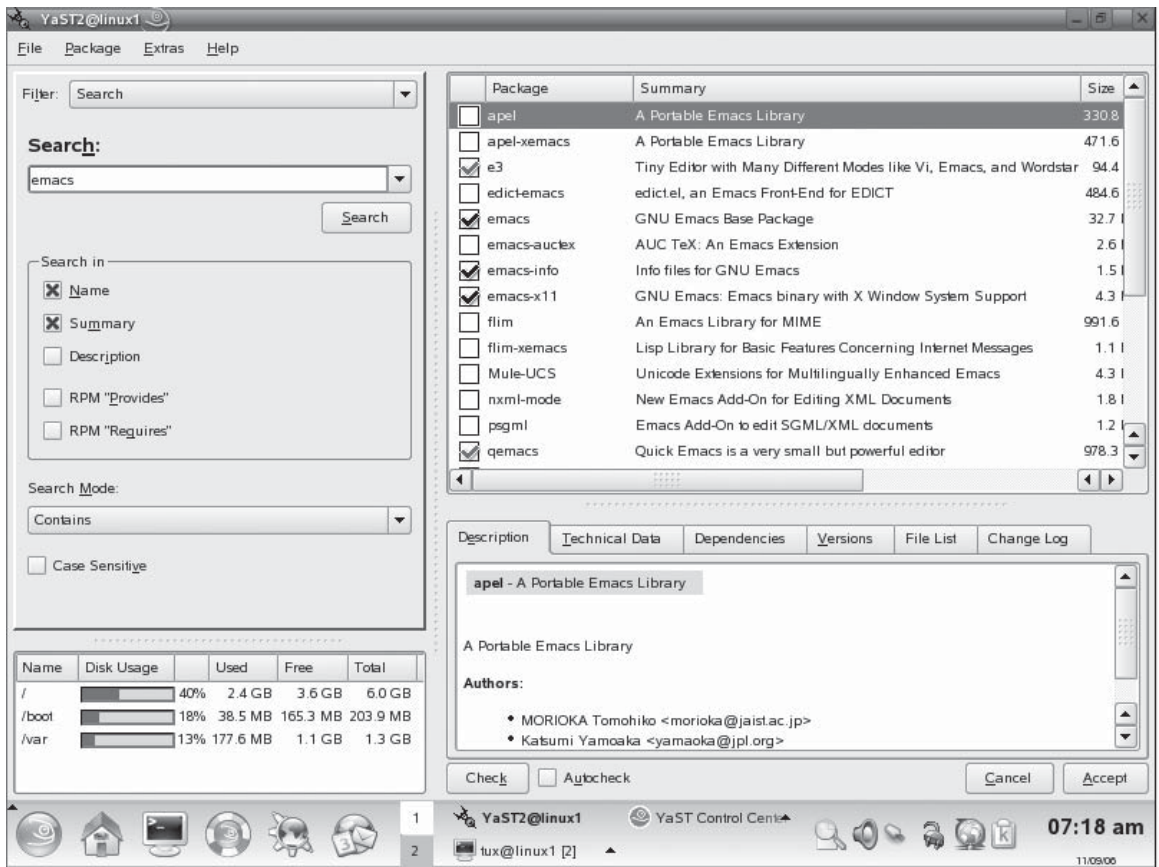 YaST2@linux1
File Package Extras Help
Filter: Search
Search:
emacs
Search
Search in
Name
Summary
Description
RPM "Provides"
RPM "Requires"
Search Mode:
Contains
Case Sensitive
Name Disk Usage Used Free Total
/ 40% 2.4 GB 3.6 GB 6.0 GB
/boot 18% 38.5 MB 165.3 MB 203.9 MB
/var 13% 177.6 MB 1.1 GB 1.3 GB
Package Summary Size
apel A Portable Emacs Library 330.8
apel-xemacs A Portable Emacs Library 471.6
e3 Tiny Editor with Many Different Modes like Vi, Emacs, and Wordstar 94.4
edict-emacs edict.el, an Emacs Front-End for EDICT 484.6
emacs GNU Emacs Base Package 32.7
emacs-auctex AUC TeX: An Emacs Extension 2.6
emacs-info Info files for GNU Emacs 1.5
emacs-x11 GNU Emacs: Emacs binary with X Window System Support 4.3
flim An Emacs Library for MIME 991.6
flim-xemacs Lisp Library for Basic Features Concerning Internet Messages 1.1
Mule-UCS Unicode Extensions for Multilingually Enhanced Emacs 4.3
nxml-mode New Emacs Add-On for Editing XML Documents 1.8
psgml Emacs Add-On to edit SGML/XML documents 1.2
qemacs Quick Emacs is a very small but powerful editor 978.3
Description Technical Data Dependencies Versions File List Change Log
apel - A Portable Emacs Library
A Portable Emacs Library
Authors:
• MORIOKA Tomohiko <morioka@jaist.ac.jp>
• Katsumi Yamoaka <yamaoka@jpl.org>
Check Autocheck Cancel Accept
1 YaST2@linux1 YaST Control Cente
2 tux@linux1 [2]
07:18 am
11/09/06